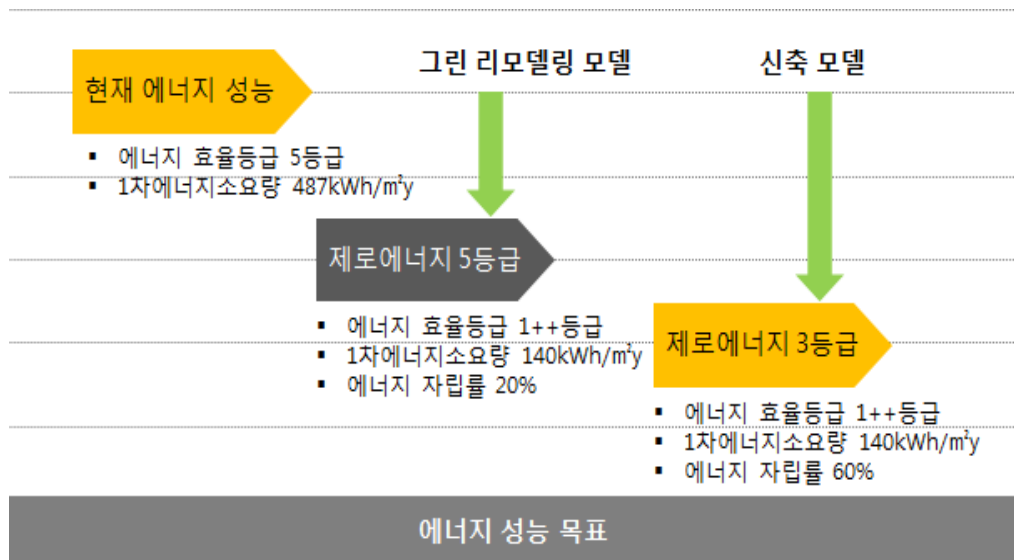 현재 에너지 성능
▪ 에너지 효율등급 5등급
▪ 1차에너지소요량 487kWh/㎡y
그린 리모델링 모델
제로에너지 5등급
▪ 에너지 효율등급 1++등급
▪ 1차에너지소요량 140kWh/㎡y
▪ 에너지 자립률 20%
신축 모델
제로에너지 3등급
▪ 에너지 효율등급 1++등급
▪ 1차에너지소요량 140kWh/㎡y
▪ 에너지 자립률 60%
에너지 성능 목표